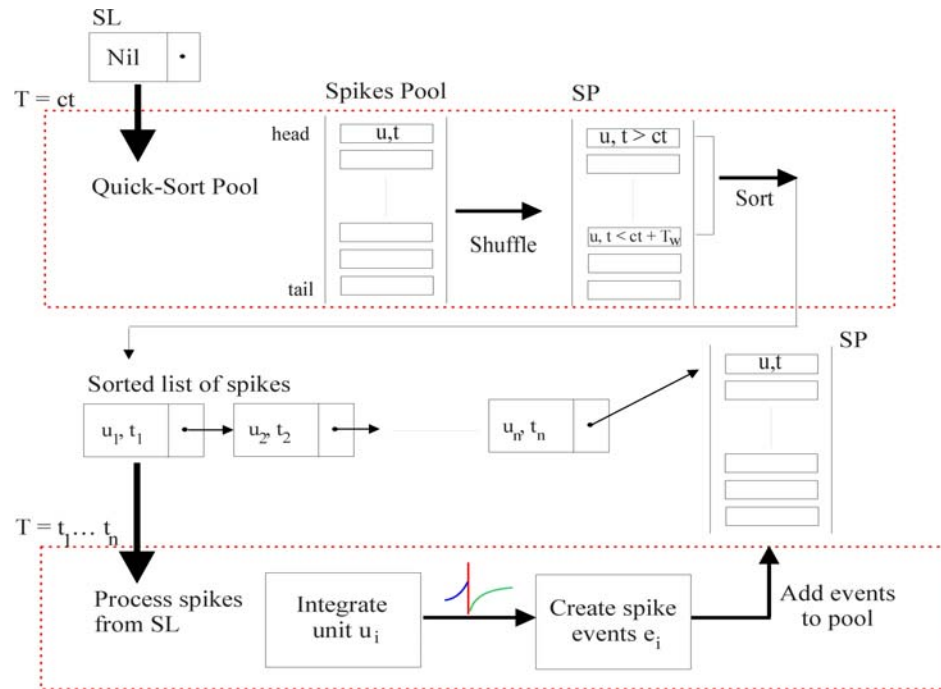 SL
Nil
T = ct
Spikes Pool
SP
head
u,t
u, t > ct
Quick-Sort Pool
Sort
Shuffle
u, t < ct + Tw
tail
SP
u,t
Sorted list of spikes
u1, t1
u2, t2
un, tn
T = t1... tn
Process spikes
from SL
Integrate
unit ui
Create spike
events ei
Add events
to pool